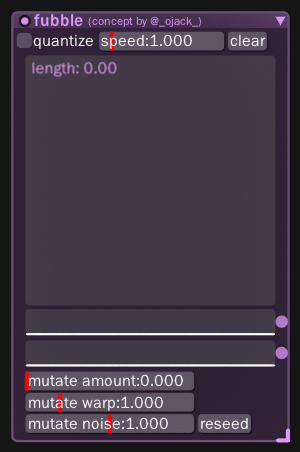 fubble (concept by @_ojack_)
quantize speed:1.000 clear
length: 0.00
mutate amount:0.000
mutate warp:1.000
mutate noise:1.000 reseed